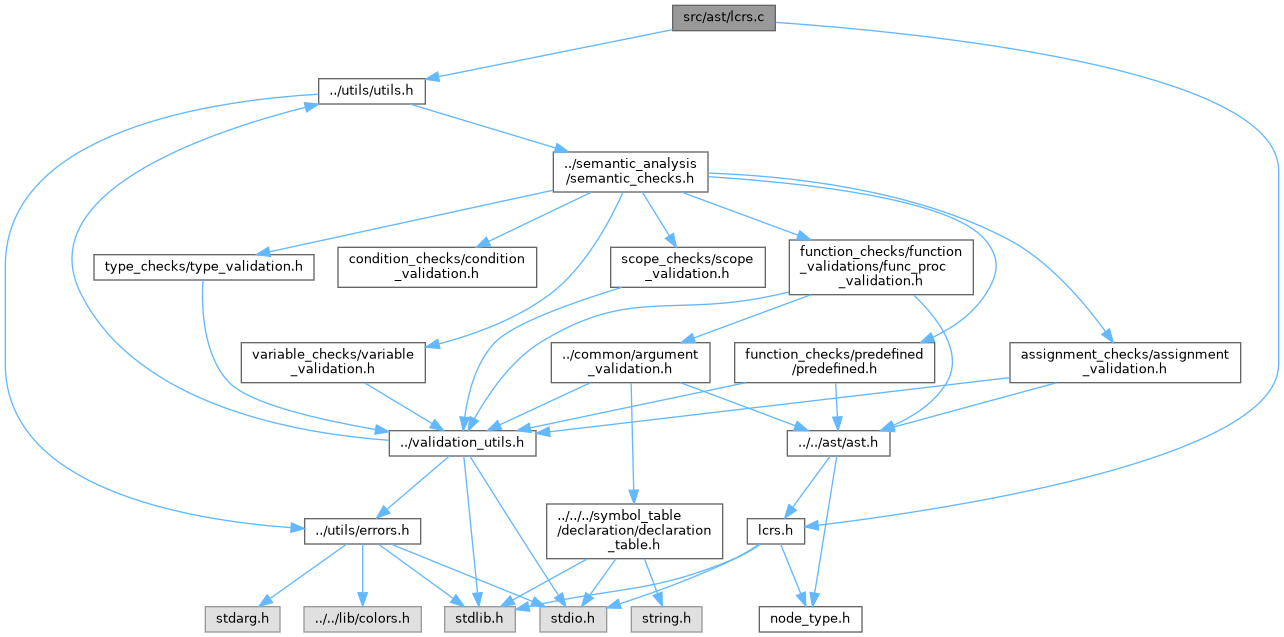 src/ast/lcrs.c
../utils/utils.h
../semantic_analysis
/semantic_checks.h
type_checks/type_validation.h
condition_checks/condition
_validation.h
scope_checks/scope
_validation.h
function_checks/function
_validations/func_proc
_validation.h
variable_checks/variable
_validation.h
../common/argument
_validation.h
function_checks/predefined
/predefined.h
assignment_checks/assignment
_validation.h
../validation_utils.h
../../ast/ast.h
../utils/errors.h
../../../symbol_table
/declaration/declaration
_table.h
lcrs.h
stdarg.h
../../lib/colors.h
stdlib.h
stdio.h
string.h
node_type.h